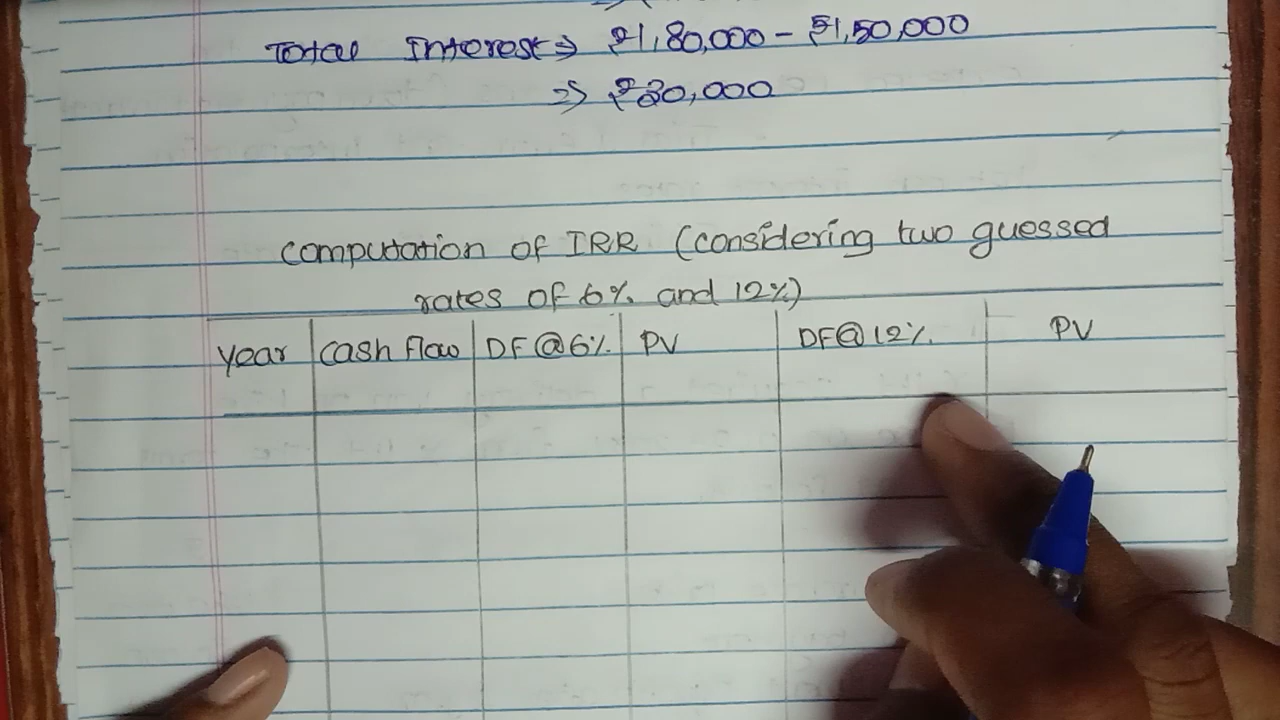 Total Interest ⇒ ₹1,80,000 - ₹1,50,000
⇒ ₹30,000
computation of IRR (considering two guessed
rates of 6% and 12%)
year cash flow DF@6% PV DF@12% PV